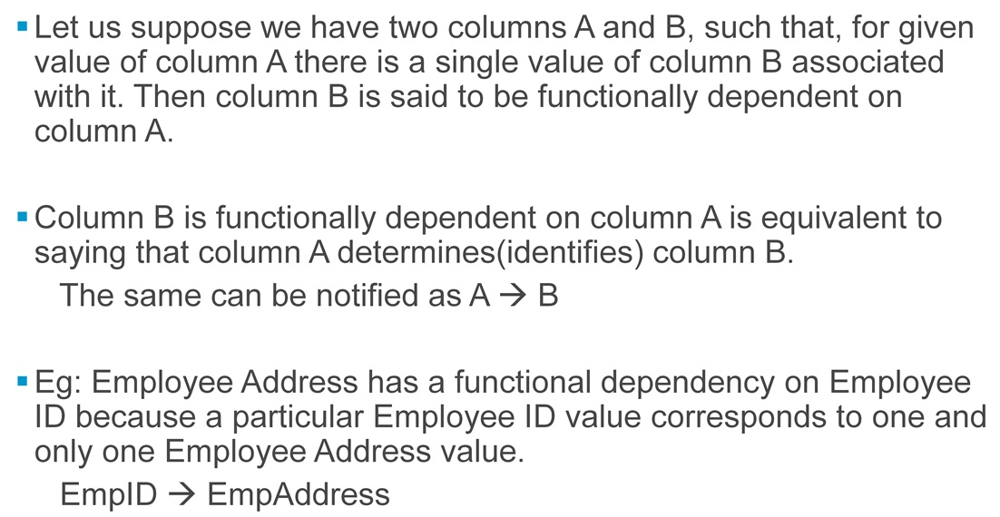 ▪ Let us suppose we have two columns A and B, such that, for given
value of column A there is a single value of column B associated
with it. Then column B is said to be functionally dependent on
column A.
▪ Column B is functionally dependent on column A is equivalent to
saying that column A determines(identifies) column B.
The same can be notified as A → B
▪ Eg: Employee Address has a functional dependency on Employee
ID because a particular Employee ID value corresponds to one and
only one Employee Address value.
EmpID → EmpAddress